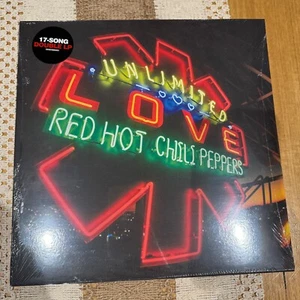 17-SONG
DOUBLE LP
UNLIMITED
LOVE
RED HOT CHILI PEPPERS